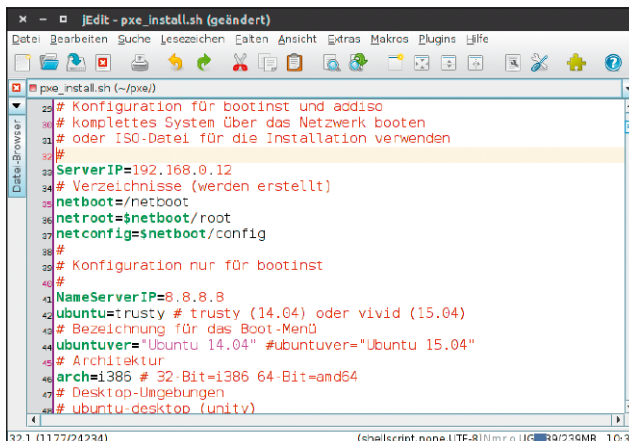 jEdit - pxe_install.sh (geändert)
Datei Bearbeiten Suche Lesezeichen Falten Ansicht Extras Makros Plugins Hilfe
pxe_install.sh (~/pxe/)
Datei-Browser
29 # Konfiguration für bootinst und addiso
30 # komplettes System über das Netzwerk booten
31 # oder ISO-Datei für die Installation verwenden
32 #
33 ServerIP=192.168.0.12
34 # Verzeichnisse (werden erstellt)
35 netboot=/netboot
36 netroot=$netboot/root
37 netconfig=$netboot/config
38 #
39 # Konfiguration nur für bootinst
40 #
41 NameServerIP=8.8.8.8
42 ubuntu=trusty # trusty (14.04) oder vivid (15.04)
43 # Bezeichnung für das Boot-Menü
44 ubuntuver="Ubuntu 14.04" #ubuntuver="Ubuntu 15.04"
45 # Architektur
46 arch=i386 # 32-Bit=i386 64-Bit=amd64
47 # Desktop-Umgebungen
48 # ubuntu-desktop (unity)
32,1 (1177/24234) (shellscript,none,UTF-8) 89/239MB